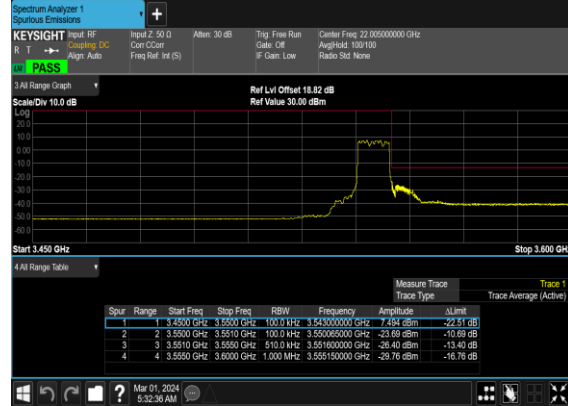 Spectrum Analyzer 1
Spurious Emissions
KEYSIGHT Input: RF Input Z: 50 Ω Atten: 30 dB Trig: Free Run Center Freq: 22.005000000 GHz
R T Coupling: DC Corr CCorr Gate: Off Avg|Hold: 100/100
Align: Auto Freq Ref: Int (S) IF Gain: Low Radio Std: None
PASS
3 All Range Graph Ref Lvl Offset 18.82 dB
Scale/Div 10.0 dB Ref Value 30.00 dBm
Log
20.0
10.0
0.00
-10.0
-20.0
-30.0
-40.0
-50.0
-60.0
Start 3.450 GHz Stop 3.600 GH
4 All Range Table
Measure Trace Trace 1
Trace Type Trace Average (Active)
Spur Range Start Freq Stop Freq RBW Frequency Amplitude ΔLimit
1 1 3.4500 GHz 3.5500 GHz 100.0 kHz 3.543000000 GHz 7.494 dBm -22.51 dB
2 2 3.5500 GHz 3.5510 GHz 100.0 kHz 3.550065000 GHz -23.69 dBm -10.69 dB
3 3 3.5510 GHz 3.5550 GHz 510.0 kHz 3.551600000 GHz -26.40 dBm -13.40 dB
4 4 3.5550 GHz 3.6000 GHz 1.000 MHz 3.555150000 GHz -29.76 dBm -16.76 dB
Mar 01, 2024
5:32:36 AM